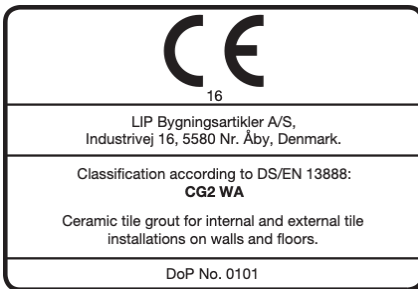 CE
16
LIP Bygningsartikler A/S,
Industrivej 16, 5580 Nr. Åby, Denmark.
Classification according to DS/EN 13888:
CG2 WA
Ceramic tile grout for internal and external tile
installations on walls and floors.
DoP No. 0101